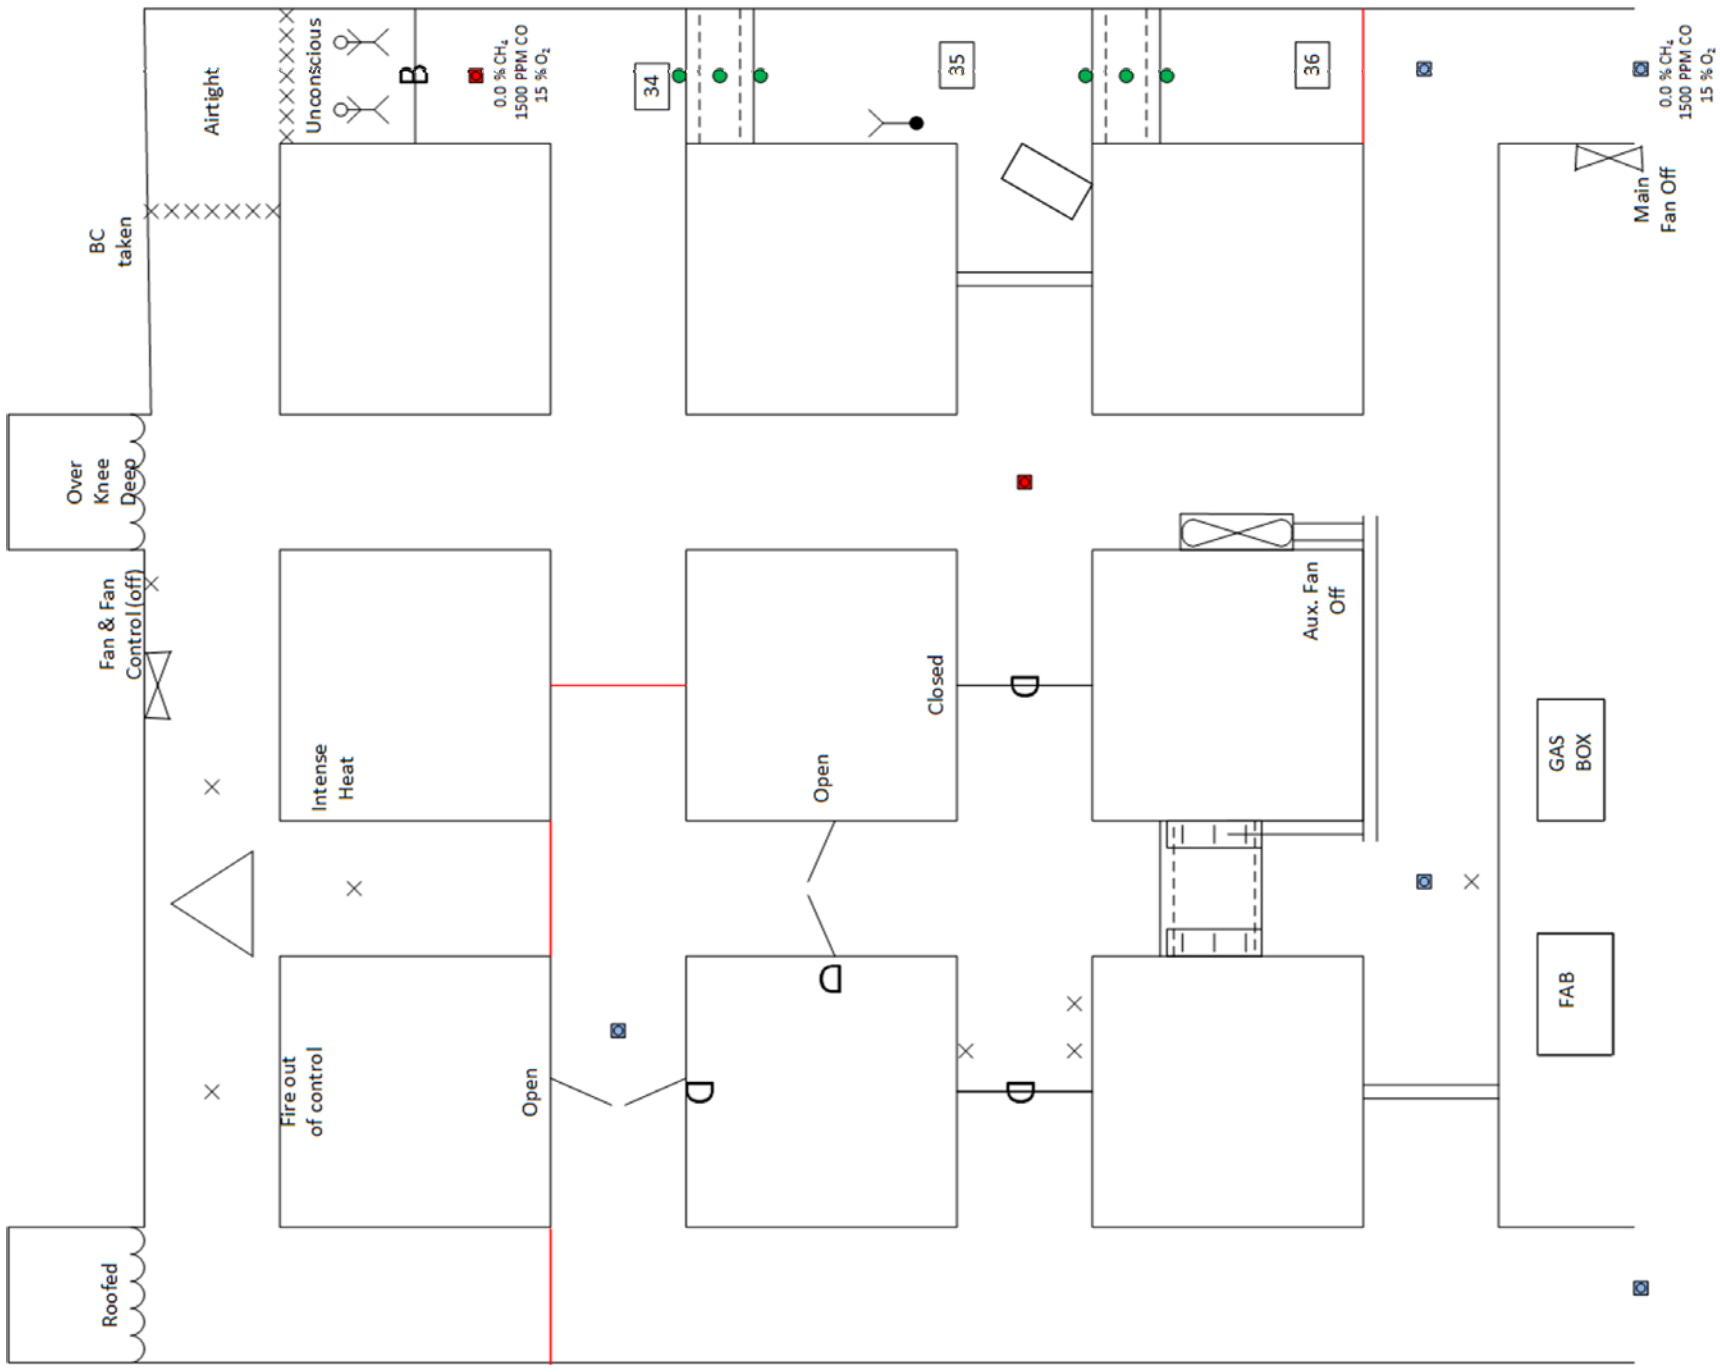 BC
taken
Airtight
Unconscious
B
0.0 % CH₄
1500 PPM CO
15 % O₂
34
35
36
0.0 % CH₄
1500 PPM CO
15 % O₂
Main
Fan Off
Over
Knee
Deep
Fan & Fan
Control (off)
Intense
Heat
Closed
D
Open
D
Aux. Fan
Off
GAS
BOX
FAB
Fire out
of control
Open
D
D
Roofed